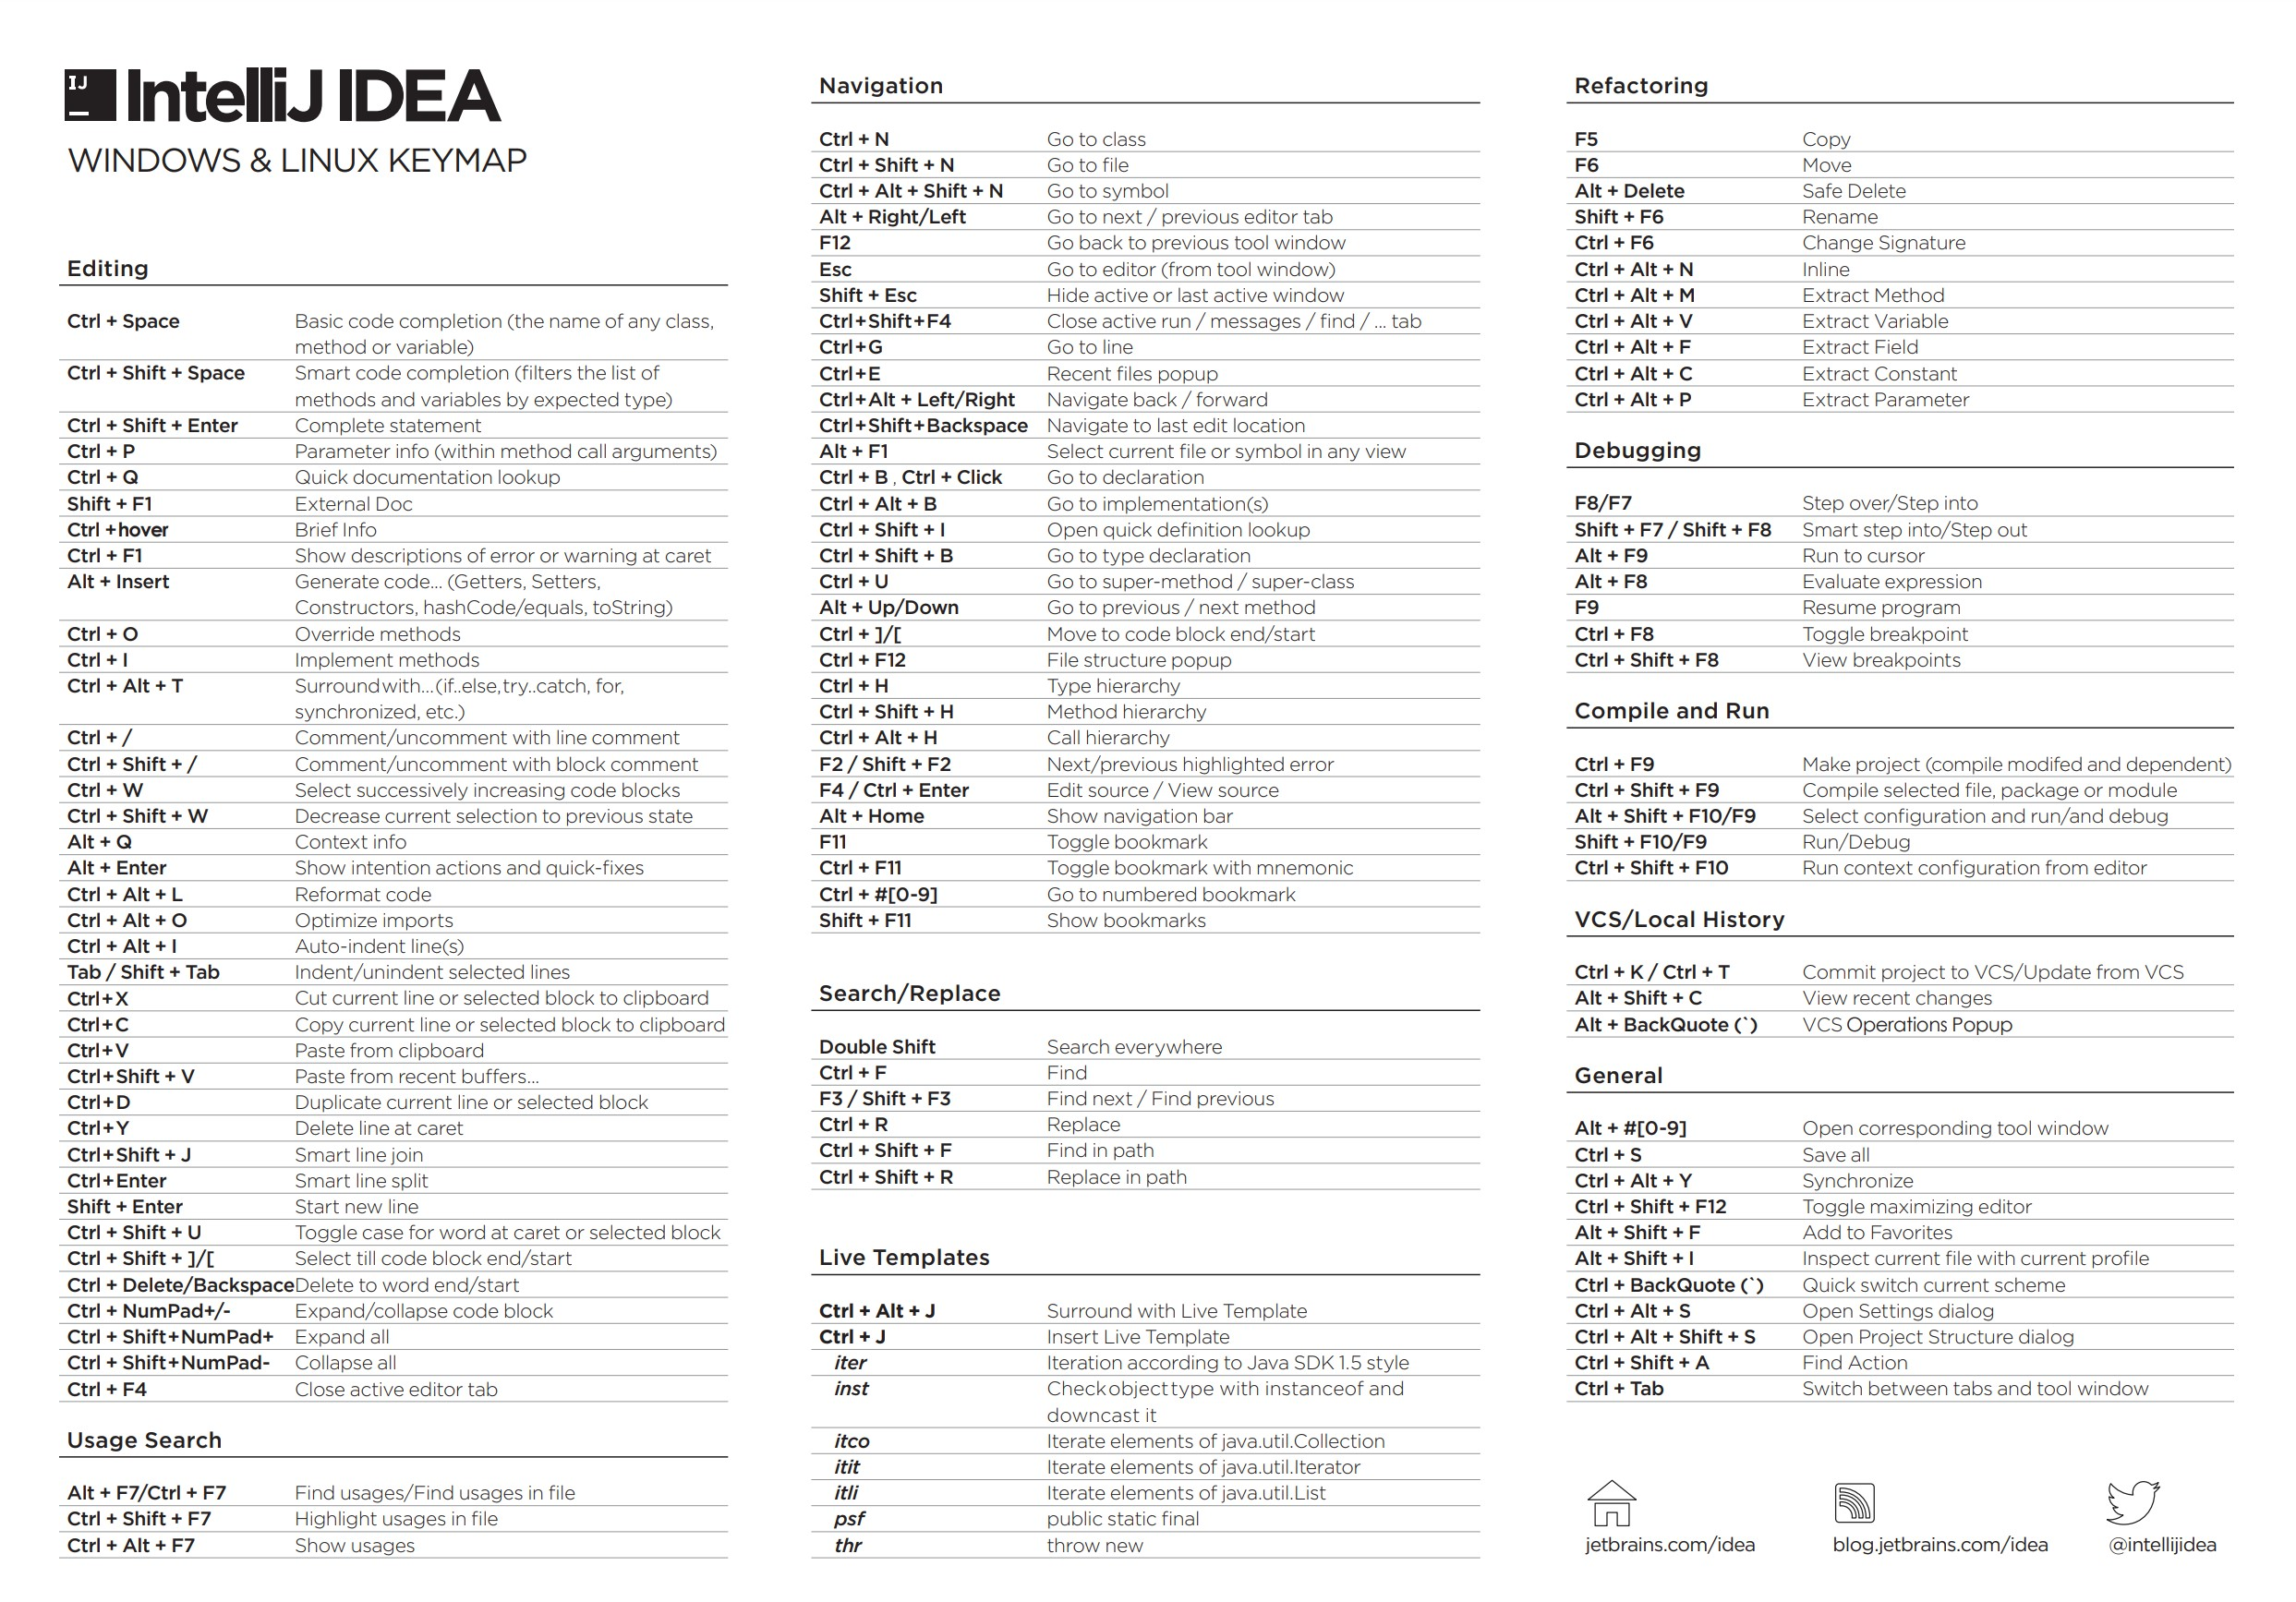 IJ IntelliJ IDEA
WINDOWS & LINUX KEYMAP
Editing
Ctrl + Space Basic code completion (the name of any class,
method or variable)
Ctrl + Shift + Space Smart code completion (filters the list of
methods and variables by expected type)
Ctrl + Shift + Enter Complete statement
Ctrl + P Parameter info (within method call arguments)
Ctrl + Q Quick documentation lookup
Shift + F1 External Doc
Ctrl +hover Brief Info
Ctrl + F1 Show descriptions of error or warning at caret
Alt + Insert Generate code... (Getters, Setters,
Constructors, hashCode/equals, toString)
Ctrl + O Override methods
Ctrl + I Implement methods
Ctrl + Alt + T Surround with...(if..else, try..catch, for,
synchronized, etc.)
Ctrl + / Comment/uncomment with line comment
Ctrl + Shift + / Comment/uncomment with block comment
Ctrl + W Select successively increasing code blocks
Ctrl + Shift + W Decrease current selection to previous state
Alt + Q Context info
Alt + Enter Show intention actions and quick-fixes
Ctrl + Alt + L Reformat code
Ctrl + Alt + O Optimize imports
Ctrl + Alt + I Auto-indent line(s)
Tab / Shift + Tab Indent/unindent selected lines
Ctrl+X Cut current line or selected block to clipboard
Ctrl+C Copy current line or selected block to clipboard
Ctrl+V Paste from clipboard
Ctrl+Shift + V Paste from recent buffers...
Ctrl+D Duplicate current line or selected block
Ctrl+Y Delete line at caret
Ctrl+Shift + J Smart line join
Ctrl+Enter Smart line split
Shift + Enter Start new line
Ctrl + Shift + U Toggle case for word at caret or selected block
Ctrl + Shift + ]/[ Select till code block end/start
Ctrl + Delete/Backspace Delete to word end/start
Ctrl + NumPad+/- Expand/collapse code block
Ctrl + Shift+NumPad+ Expand all
Ctrl + Shift+NumPad- Collapse all
Ctrl + F4 Close active editor tab
Usage Search
Alt + F7/Ctrl + F7 Find usages/Find usages in file
Ctrl + Shift + F7 Highlight usages in file
Ctrl + Alt + F7 Show usages
Navigation
Ctrl + N Go to class
Ctrl + Shift + N Go to file
Ctrl + Alt + Shift + N Go to symbol
Alt + Right/Left Go to next / previous editor tab
F12 Go back to previous tool window
Esc Go to editor (from tool window)
Shift + Esc Hide active or last active window
Ctrl+Shift+F4 Close active run / messages / find / ... tab
Ctrl+G Go to line
Ctrl+E Recent files popup
Ctrl+Alt + Left/Right Navigate back / forward
Ctrl+Shift+Backspace Navigate to last edit location
Alt + F1 Select current file or symbol in any view
Ctrl + B , Ctrl + Click Go to declaration
Ctrl + Alt + B Go to implementation(s)
Ctrl + Shift + I Open quick definition lookup
Ctrl + Shift + B Go to type declaration
Ctrl + U Go to super-method / super-class
Alt + Up/Down Go to previous / next method
Ctrl + ]/[ Move to code block end/start
Ctrl + F12 File structure popup
Ctrl + H Type hierarchy
Ctrl + Shift + H Method hierarchy
Ctrl + Alt + H Call hierarchy
F2 / Shift + F2 Next/previous highlighted error
F4 / Ctrl + Enter Edit source / View source
Alt + Home Show navigation bar
F11 Toggle bookmark
Ctrl + F11 Toggle bookmark with mnemonic
Ctrl + #[0-9] Go to numbered bookmark
Shift + F11 Show bookmarks
Search/Replace
Double Shift Search everywhere
Ctrl + F Find
F3 / Shift + F3 Find next / Find previous
Ctrl + R Replace
Ctrl + Shift + F Find in path
Ctrl + Shift + R Replace in path
Live Templates
Ctrl + Alt + J Surround with Live Template
Ctrl + J Insert Live Template
iter Iteration according to Java SDK 1.5 style
inst Check object type with instanceof and
downcast it
itco Iterate elements of java.util.Collection
itit Iterate elements of java.util.Iterator
itli Iterate elements of java.util.List
psf public static final
thr throw new
Refactoring
F5 Copy
F6 Move
Alt + Delete Safe Delete
Shift + F6 Rename
Ctrl + F6 Change Signature
Ctrl + Alt + N Inline
Ctrl + Alt + M Extract Method
Ctrl + Alt + V Extract Variable
Ctrl + Alt + F Extract Field
Ctrl + Alt + C Extract Constant
Ctrl + Alt + P Extract Parameter
Debugging
F8/F7 Step over/Step into
Shift + F7 / Shift + F8 Smart step into/Step out
Alt + F9 Run to cursor
Alt + F8 Evaluate expression
F9 Resume program
Ctrl + F8 Toggle breakpoint
Ctrl + Shift + F8 View breakpoints
Compile and Run
Ctrl + F9 Make project (compile modifed and dependent)
Ctrl + Shift + F9 Compile selected file, package or module
Alt + Shift + F10/F9 Select configuration and run/and debug
Shift + F10/F9 Run/Debug
Ctrl + Shift + F10 Run context configuration from editor
VCS/Local History
Ctrl + K / Ctrl + T Commit project to VCS/Update from VCS
Alt + Shift + C View recent changes
Alt + BackQuote (`) VCS Operations Popup
General
Alt + #[0-9] Open corresponding tool window
Ctrl + S Save all
Ctrl + Alt + Y Synchronize
Ctrl + Shift + F12 Toggle maximizing editor
Alt + Shift + F Add to Favorites
Alt + Shift + I Inspect current file with current profile
Ctrl + BackQuote (`) Quick switch current scheme
Ctrl + Alt + S Open Settings dialog
Ctrl + Alt + Shift + S Open Project Structure dialog
Ctrl + Shift + A Find Action
Ctrl + Tab Switch between tabs and tool window
jetbrains.com/idea blog.jetbrains.com/idea @intellijidea